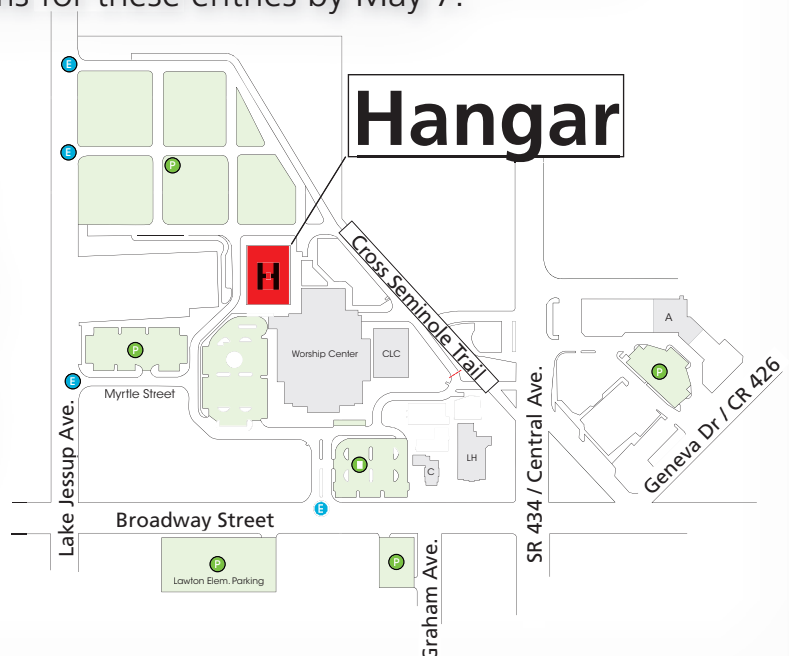 ns for these entries by May 7.
E
Hangar
E
P
H
Cross Seminole Trail
A
Worship Center
CLC
P
P
E
Myrtle Street
Lake Jessup Ave.
SR 434 / Central Ave.
Geneva Dr / CR 426
LH
C
E
Broadway Street
P
Lawton Elem. Parking
P
Graham Ave.